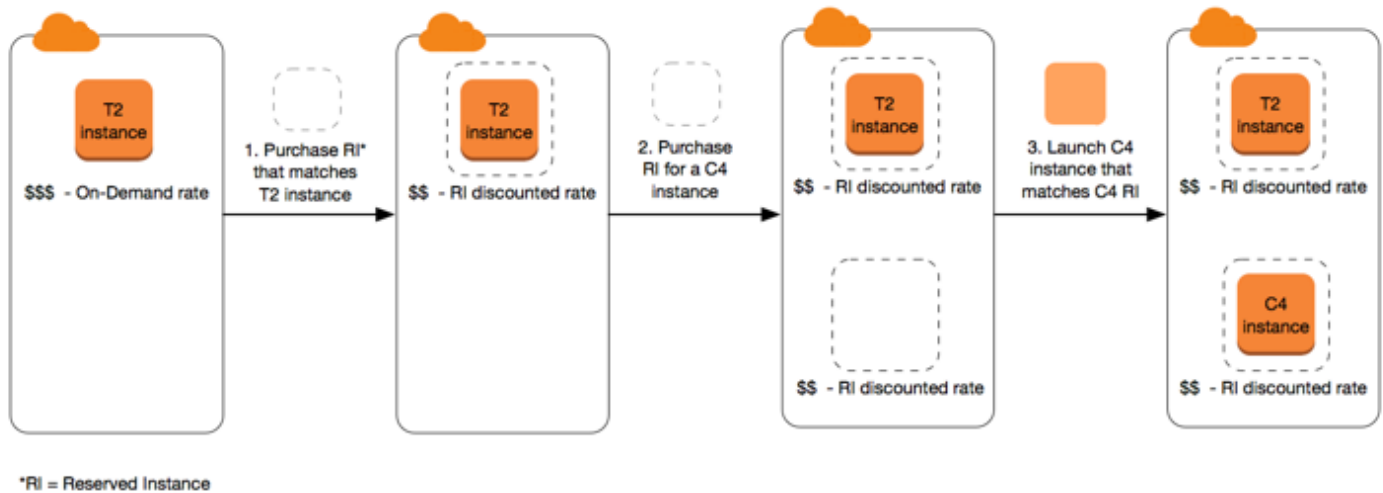 T2
instance
$$$ - On-Demand rate
1. Purchase RI*
that matches
T2 instance
T2
instance
$$ - RI discounted rate
2. Purchase
RI for a C4
instance
T2
instance
$$ - RI discounted rate
$$ - RI discounted rate
3. Launch C4
instance that
matches C4 RI
T2
instance
$$ - RI discounted rate
C4
instance
$$ - RI discounted rate
*RI = Reserved Instance